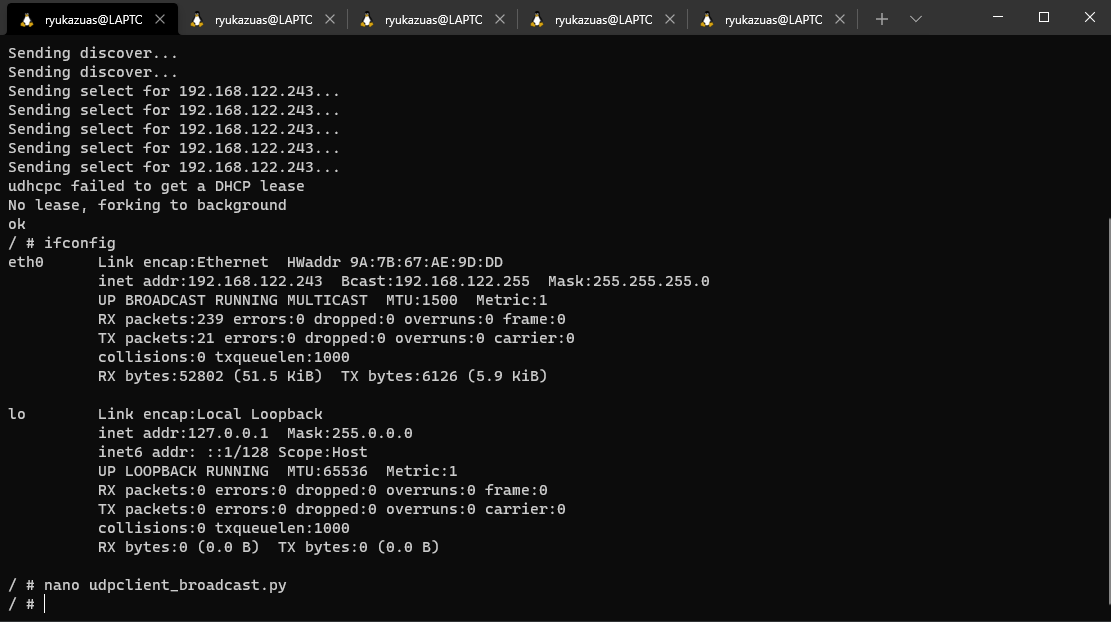 ryukazuas@LAPTC ryukazuas@LAPTC ryukazuas@LAPTC ryukazuas@LAPTC ryukazuas@LAPTC
Sending discover...
Sending discover...
Sending select for 192.168.122.243...
Sending select for 192.168.122.243...
Sending select for 192.168.122.243...
Sending select for 192.168.122.243...
Sending select for 192.168.122.243...
udhcpc failed to get a DHCP lease
No lease, forking to background
ok
/ # ifconfig
eth0      Link encap:Ethernet  HWaddr 9A:7B:67:AE:9D:DD
          inet addr:192.168.122.243  Bcast:192.168.122.255  Mask:255.255.255.0
          UP BROADCAST RUNNING MULTICAST  MTU:1500  Metric:1
          RX packets:239 errors:0 dropped:0 overruns:0 frame:0
          TX packets:21 errors:0 dropped:0 overruns:0 carrier:0
          collisions:0 txqueuelen:1000
          RX bytes:52802 (51.5 KiB)  TX bytes:6126 (5.9 KiB)

lo        Link encap:Local Loopback
          inet addr:127.0.0.1  Mask:255.0.0.0
          inet6 addr: ::1/128 Scope:Host
          UP LOOPBACK RUNNING  MTU:65536  Metric:1
          RX packets:0 errors:0 dropped:0 overruns:0 frame:0
          TX packets:0 errors:0 dropped:0 overruns:0 carrier:0
          collisions:0 txqueuelen:1000
          RX bytes:0 (0.0 B)  TX bytes:0 (0.0 B)

/ # nano udpclient_broadcast.py
/ #